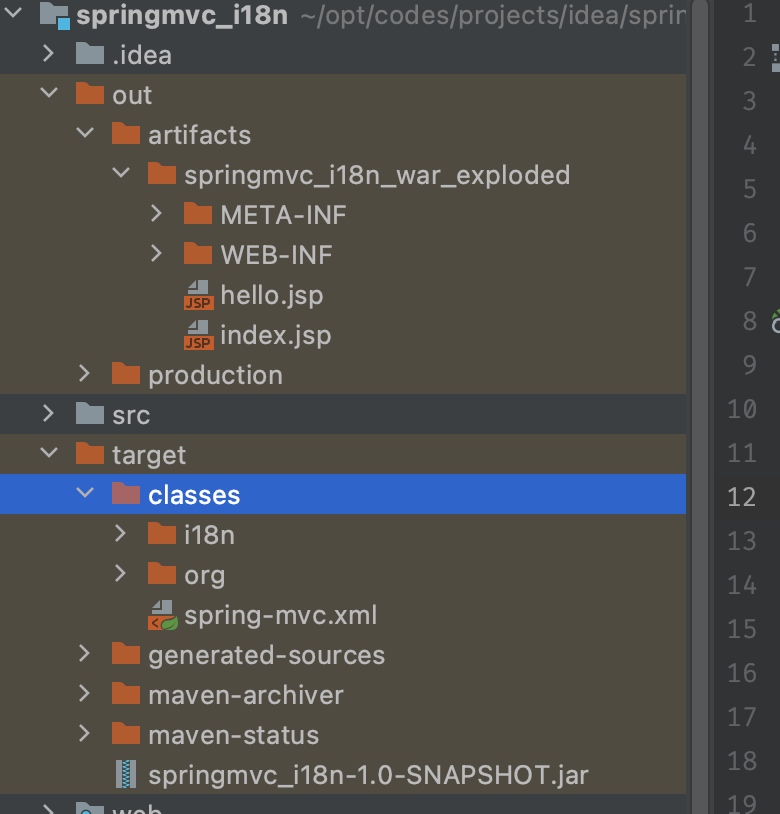 springmvc_i18n ~/opt/codes/projects/idea/sprin
.idea
out
artifacts
springmvc_i18n_war_exploded
META-INF
WEB-INF
JSP hello.jsp
JSP index.jsp
production
src
target
classes
i18n
org
spring-mvc.xml
generated-sources
maven-archiver
maven-status
springmvc_i18n-1.0-SNAPSHOT.jar
web
1
2
3
4
5
6
7
8
9
10
11
12
13
14
15
16
17
18
19